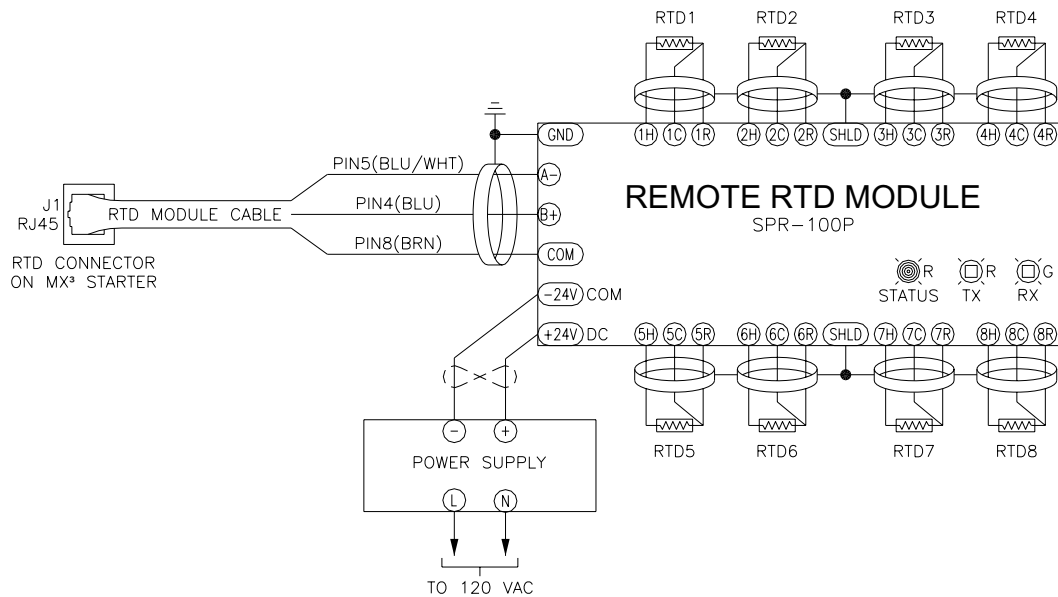 RTD1 RTD2 RTD3 RTD4
1H 1C 1R 2H 2C 2R SHLD 3H 3C 3R 4H 4C 4R
GND
PIN5(BLU/WHT) A-
J1
RJ45
RTD MODULE CABLE
PIN4(BLU) B+
PIN8(BRN) COM
RTD CONNECTOR
ON MX³ STARTER
REMOTE RTD MODULE
SPR-100P
R R G
STATUS TX RX
-24V COM
+24V DC
5H 5C 5R 6H 6C 6R SHLD 7H 7C 7R 8H 8C 8R
RTD5 RTD6 RTD7 RTD8
- +
POWER SUPPLY
L N
TO 120 VAC